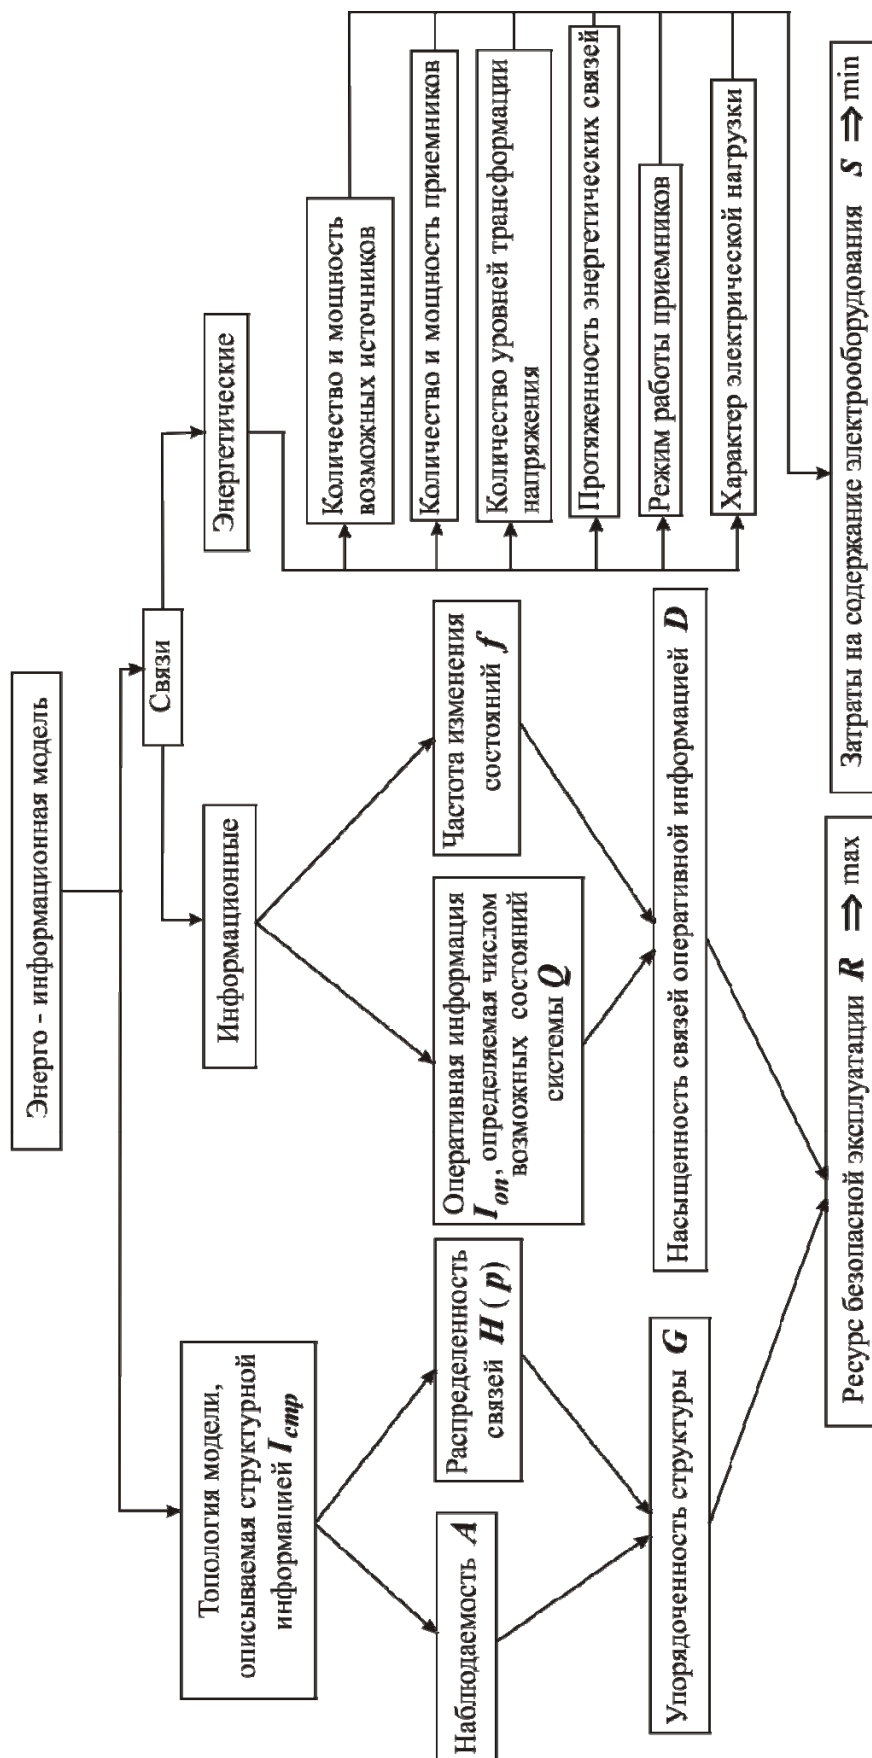 Энерго - информационная модель
Топология модели,
описываемая структурной
информацией Iстр
Связи
Информационные
Энергетические
Наблюдаемость A
Распределенность
связей H ( p )
Оперативная информация
Iоп, определяемая числом
возможных состояний
системы Q
Частота изменения
состояний f
Количество и мощность
возможных источников
Количество и мощность приемников
Количество уровней трансформации
напряжения
Протяженность энергетических связей
Режим работы приемников
Характер электрической нагрузки
Упорядоченность структуры G
Насыщенность связей оперативной информацией D
Ресурс безопасной эксплуатации R ⇒ max
Затраты на содержание электрооборудования S ⇒ min